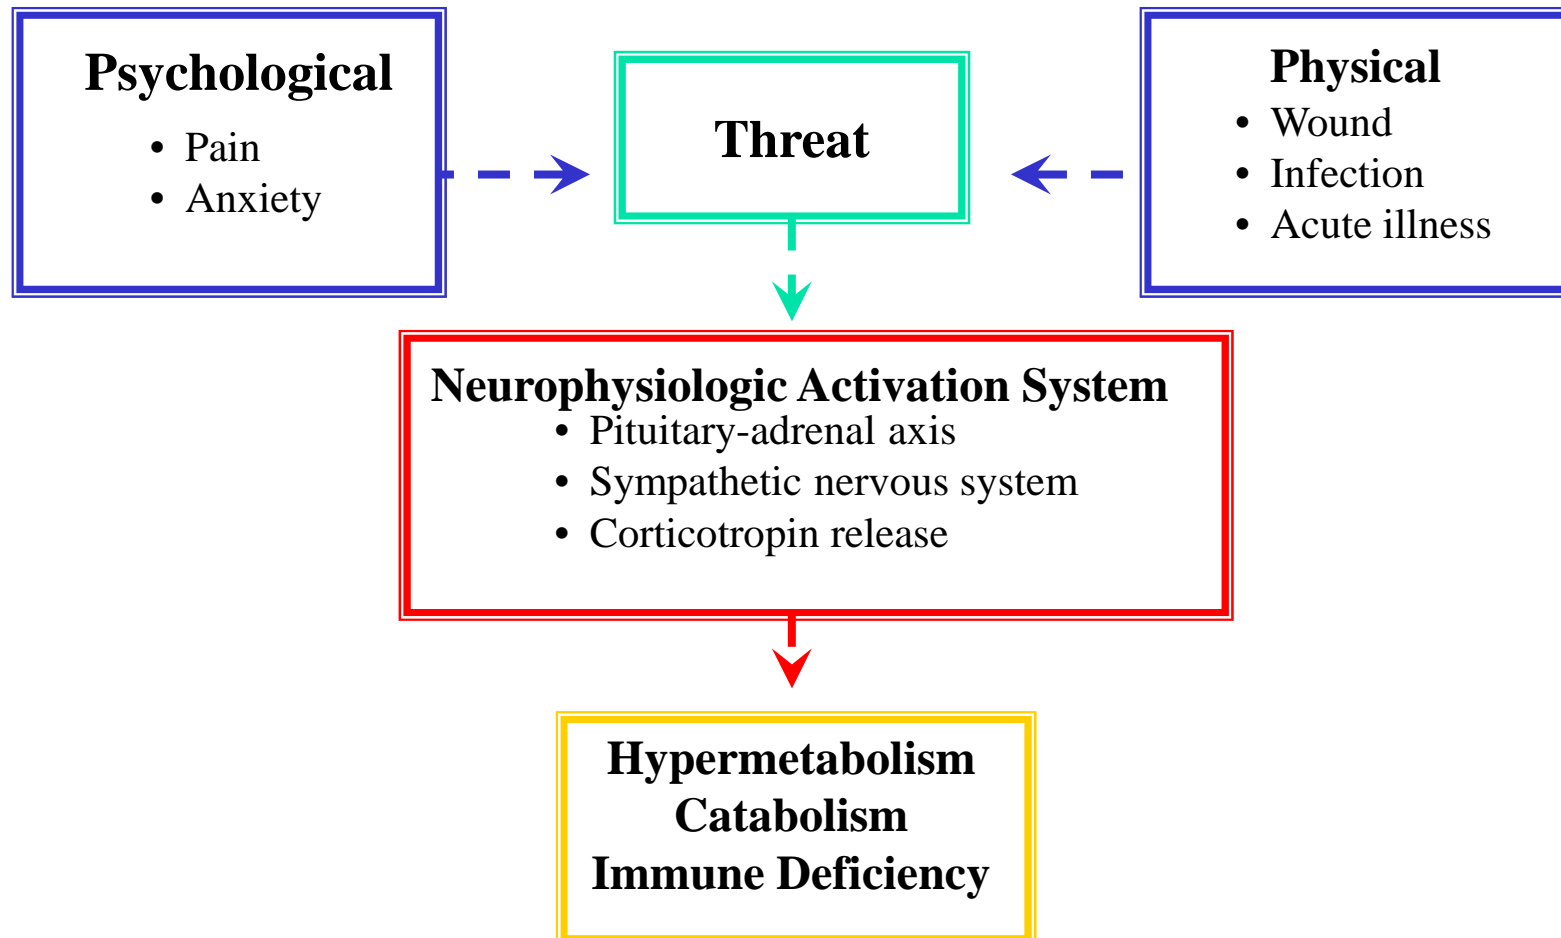 Psychological
• Pain
• Anxiety
Threat
Physical
• Wound
• Infection
• Acute illness
Neurophysiologic Activation System
• Pituitary-adrenal axis
• Sympathetic nervous system
• Corticotropin release
Hypermetabolism
Catabolism
Immune Deficiency